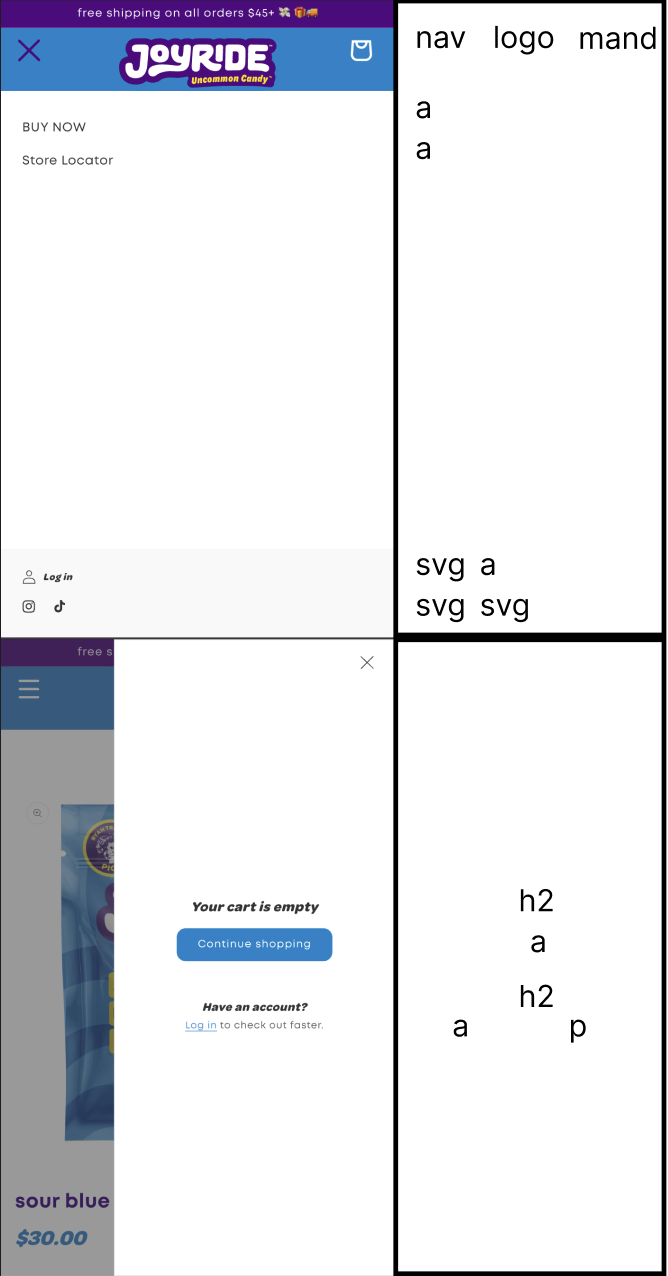 free shipping on all orders $45+ 💸 🎁🚚
JOYRIDE
Uncommon Candy™
BUY NOW
Store Locator
Log in
nav logo mand
a
a
svg a
svg svg
free s
Your cart is empty
Continue shopping
Have an account?
Log in to check out faster.
sour blue
$30.00
h2
a
h2
a p